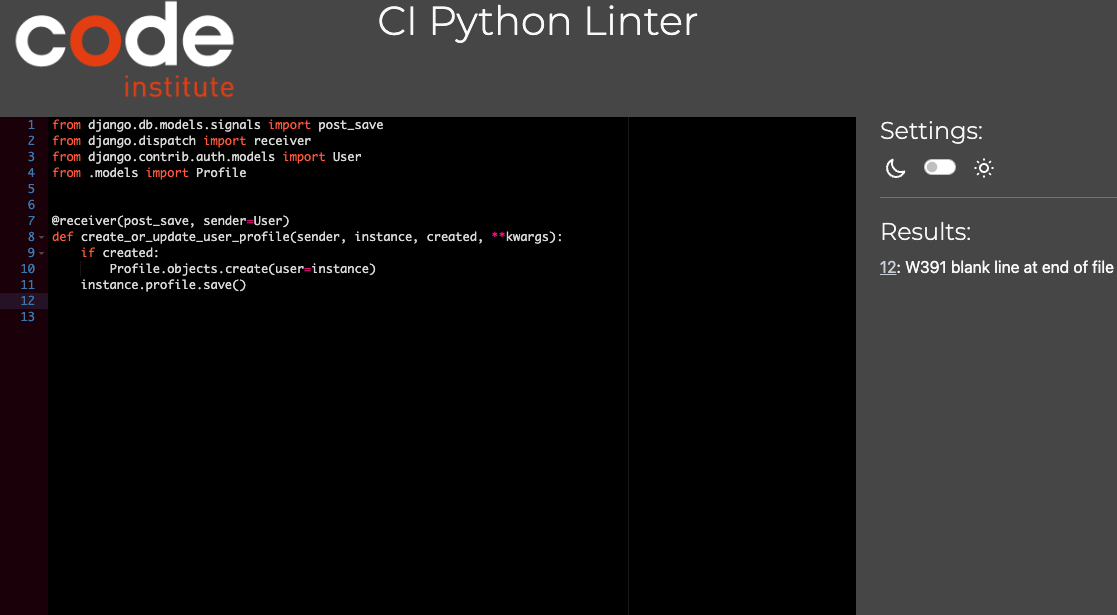 code
institute
CI Python Linter
1 from django.db.models.signals import post_save
2 from django.dispatch import receiver
3 from django.contrib.auth.models import User
4 from .models import Profile
5
6
7 @receiver(post_save, sender=User)
8 def create_or_update_user_profile(sender, instance, created, **kwargs):
9     if created:
10         Profile.objects.create(user=instance)
11     instance.profile.save()
12
13
Settings:
Results:
12: W391 blank line at end of file